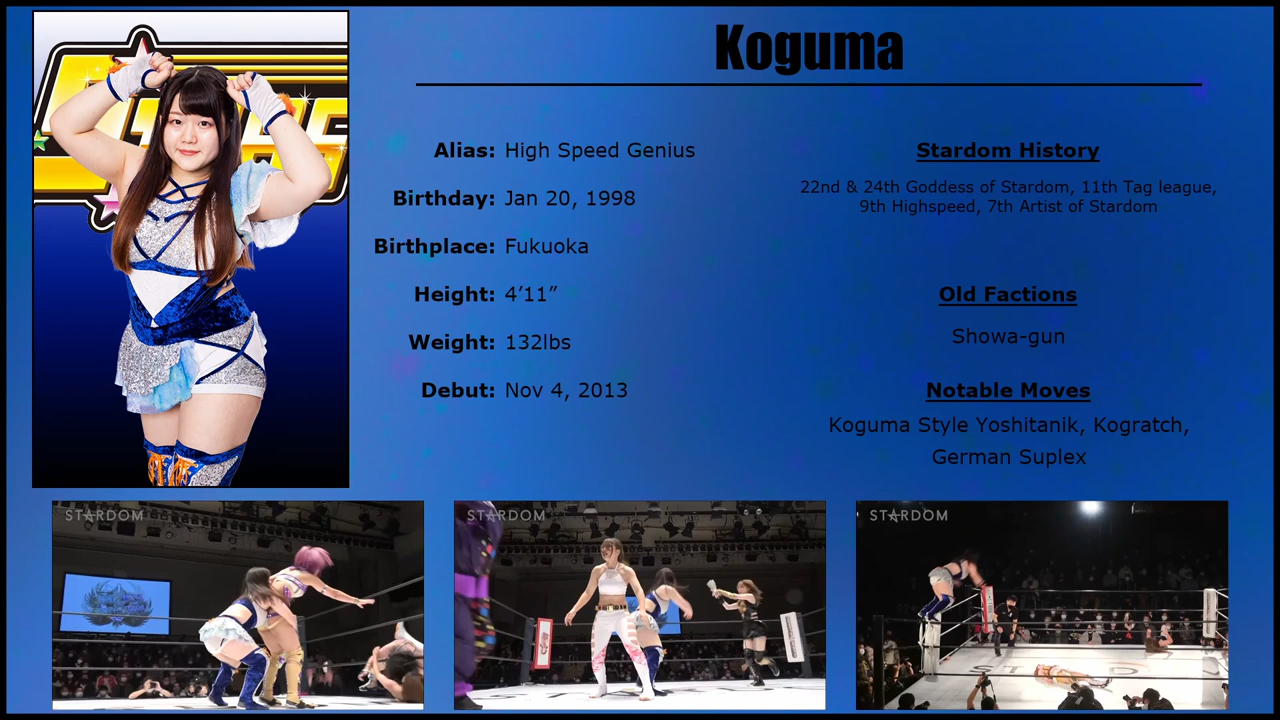 Koguma
Alias: High Speed Genius
Birthday: Jan 20, 1998
Birthplace: Fukuoka
Height: 4’11”
Weight: 132lbs
Debut: Nov 4, 2013
Stardom History
22nd & 24th Goddess of Stardom, 11th Tag league,
9th Highspeed, 7th Artist of Stardom
Old Factions
Showa-gun
Notable Moves
Koguma Style Yoshitanik, Kogratch,
German Suplex
STARDOM
STARDOM
STARDOM